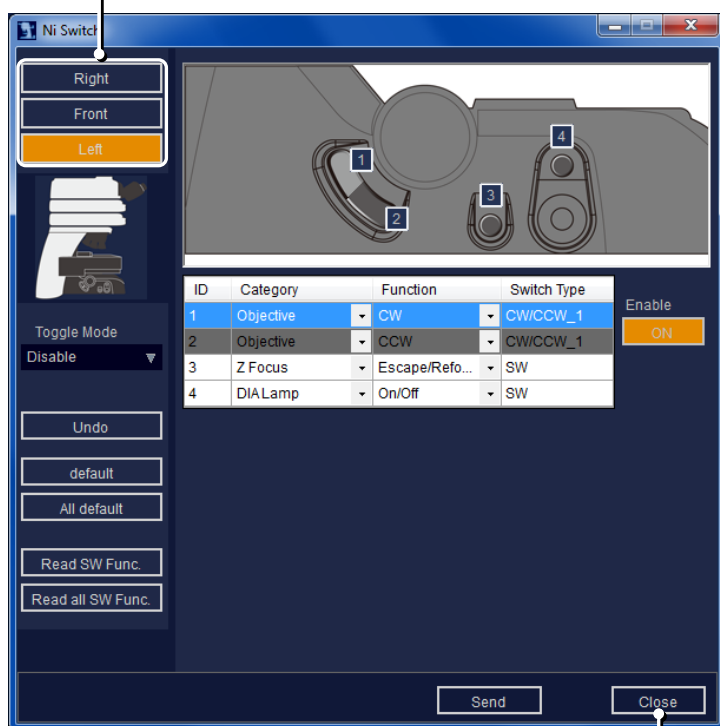 Ni Switch
Right
Front
Left
1
2
3
4
Toggle Mode
Disable
Undo
default
All default
Read SW Func.
Read all SW Func.
ID Category Function Switch Type
1 Objective CW CW/CCW_1
2 Objective CCW CW/CCW_1
3 Z Focus Escape/Refo... SW
4 DIALamp On/Off SW
Enable
ON
Send
Close